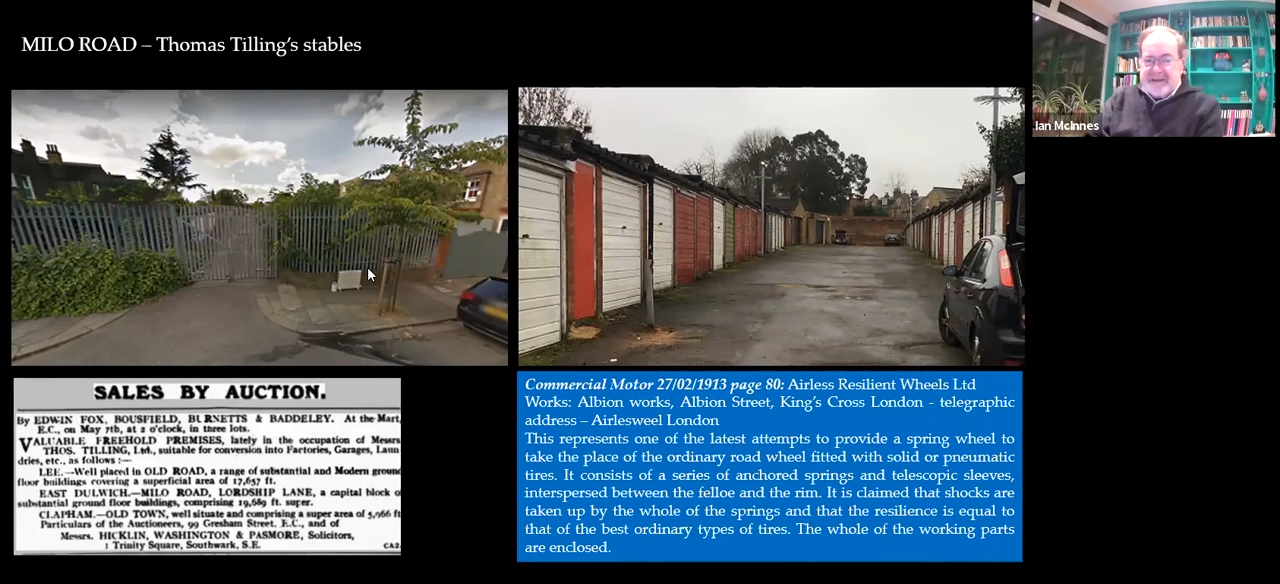 MILO ROAD – Thomas Tilling's stables
Ian McInnes
SALES BY AUCTION.
By EDWIN FOX, BOUSFIELD, BURNETTS & BADDELEY. At the Mart,
E.C., on May 7th, at 2 o'clock, in three lots.
VALUABLE FREEHOLD PREMISES, lately in the occupation of Messrs
THOS. TILLING, Ltd., suitable for conversion into Factories, Garages, Laun
dries, etc., as follows :—
LEE.—Well placed in OLD ROAD, a range of substantial and Modern ground
floor buildings covering a superficial area of 17,657 ft.
EAST DULWICH.—MILO ROAD, LORDSHIP LANE, a capital block o
substantial ground floor buildings, comprising 19,689 ft. super.
CLAPHAM.—OLD TOWN, well situate and comprising a super area of 5,966 ft
Particulars of the Auctioneers, 99 Gresham Street, E.C., and of
Messrs. HICKLIN, WASHINGTON & PASMORE, Solicitors,
1 Trinity Square, Southwark, S.E.
CA2
Commercial Motor 27/02/1913 page 80: Airless Resilient Wheels Ltd
Works: Albion works, Albion Street, King's Cross London - telegraphic
address – Airlesweel London
This represents one of the latest attempts to provide a spring wheel to
take the place of the ordinary road wheel fitted with solid or pneumatic
tires. It consists of a series of anchored springs and telescopic sleeves,
interspersed between the felloe and the rim. It is claimed that shocks are
taken up by the whole of the springs and that the resilience is equal to
that of the best ordinary types of tires. The whole of the working parts
are enclosed.